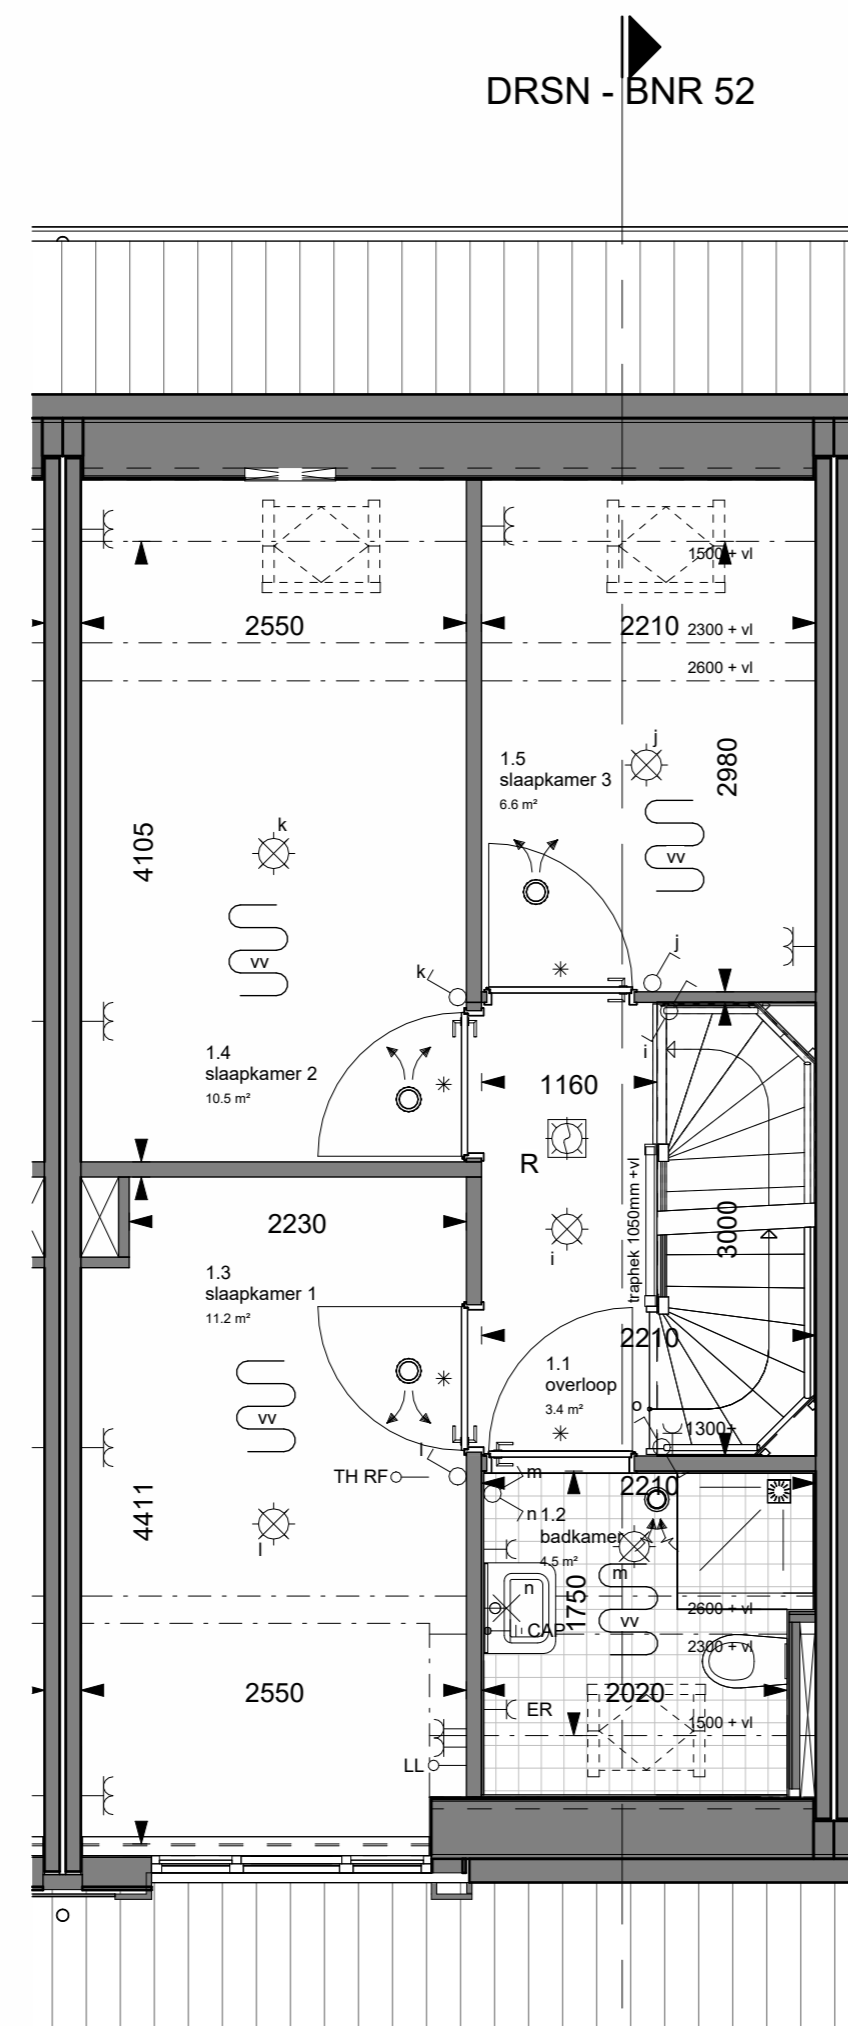 DRSN - BNR 52
1500 + vl
2550
2210
2300 + vl
2600 + vl
j
1.5
slaapkamer 3
6.6 m²
2980
k
4105
vv
vv
j
k
i
1.4
slaapkamer 2
10.5 m²
1160
R
traphek 1050mm +vl
3000
2230
i
1.3
slaapkamer 1
11.2 m²
2210
1.1
overloop
3.4 m²
vv
o
1300+
l
TH RF
m
2210
n
1.2
badkamer
4.5 m²
4411
l
m
n
1750
2600 + vl
vv
CAP
2300 + vl
2550
2020
ER
1500 + vl
LL